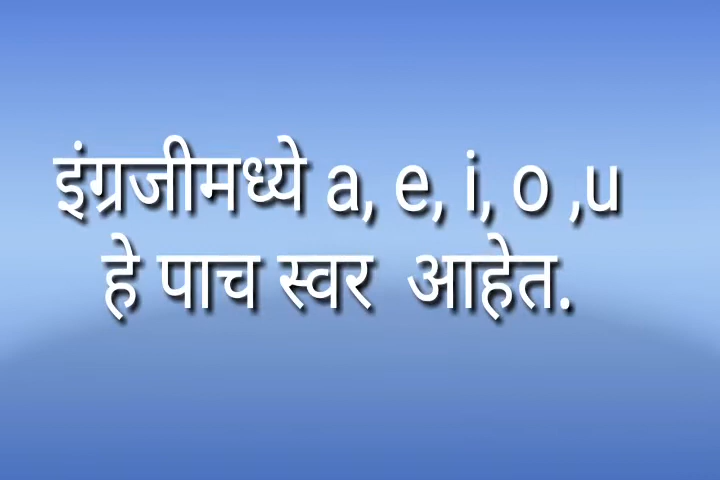 इंग्रजीमध्ये a, e, i, o ,u
हे पाच स्वर आहेत.